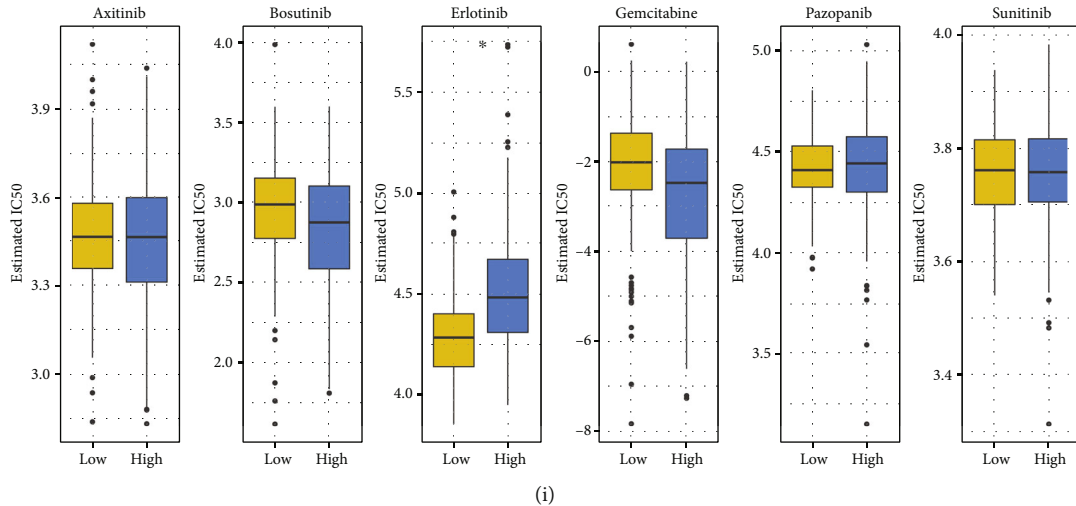 Axitinib
Bosutinib
Erlotinib
Gemcitabine
Pazopanib
Sunitinib
Estimated IC50
3.9
3.6
3.3
3.0
Low High
Estimated IC50
4.0
3.0
2.5
2.0
Low High
Estimated IC50
*
5.5
5.0
4.5
4.0
Low High
Estimated IC50
0
−2
−4
−6
−8
Low High
Estimated IC50
5.0
4.5
4.0
3.5
Low High
Estimated IC50
4.0
3.8
3.6
3.4
Low High
(i)